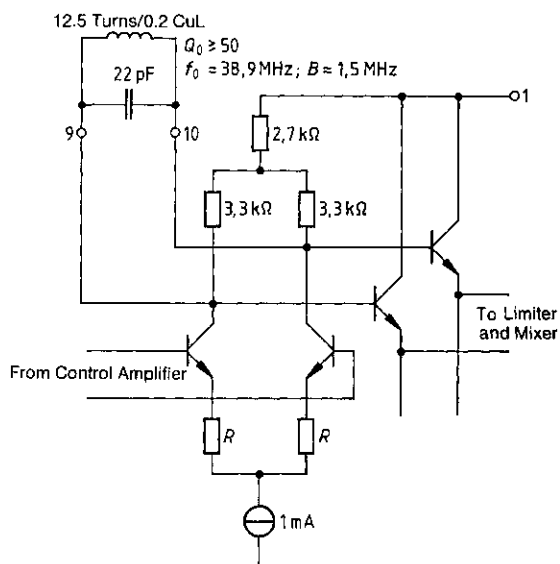 12.5 Turns/0.2 CuL
Q₀ ≥ 50
f₀ = 38,9 MHz; B ≈ 1,5 MHz
22 pF
9
10
1
2,7 kΩ
3,3 kΩ
3,3 kΩ
To Limiter
and Mixer
From Control Amplifier
R
R
1 mA